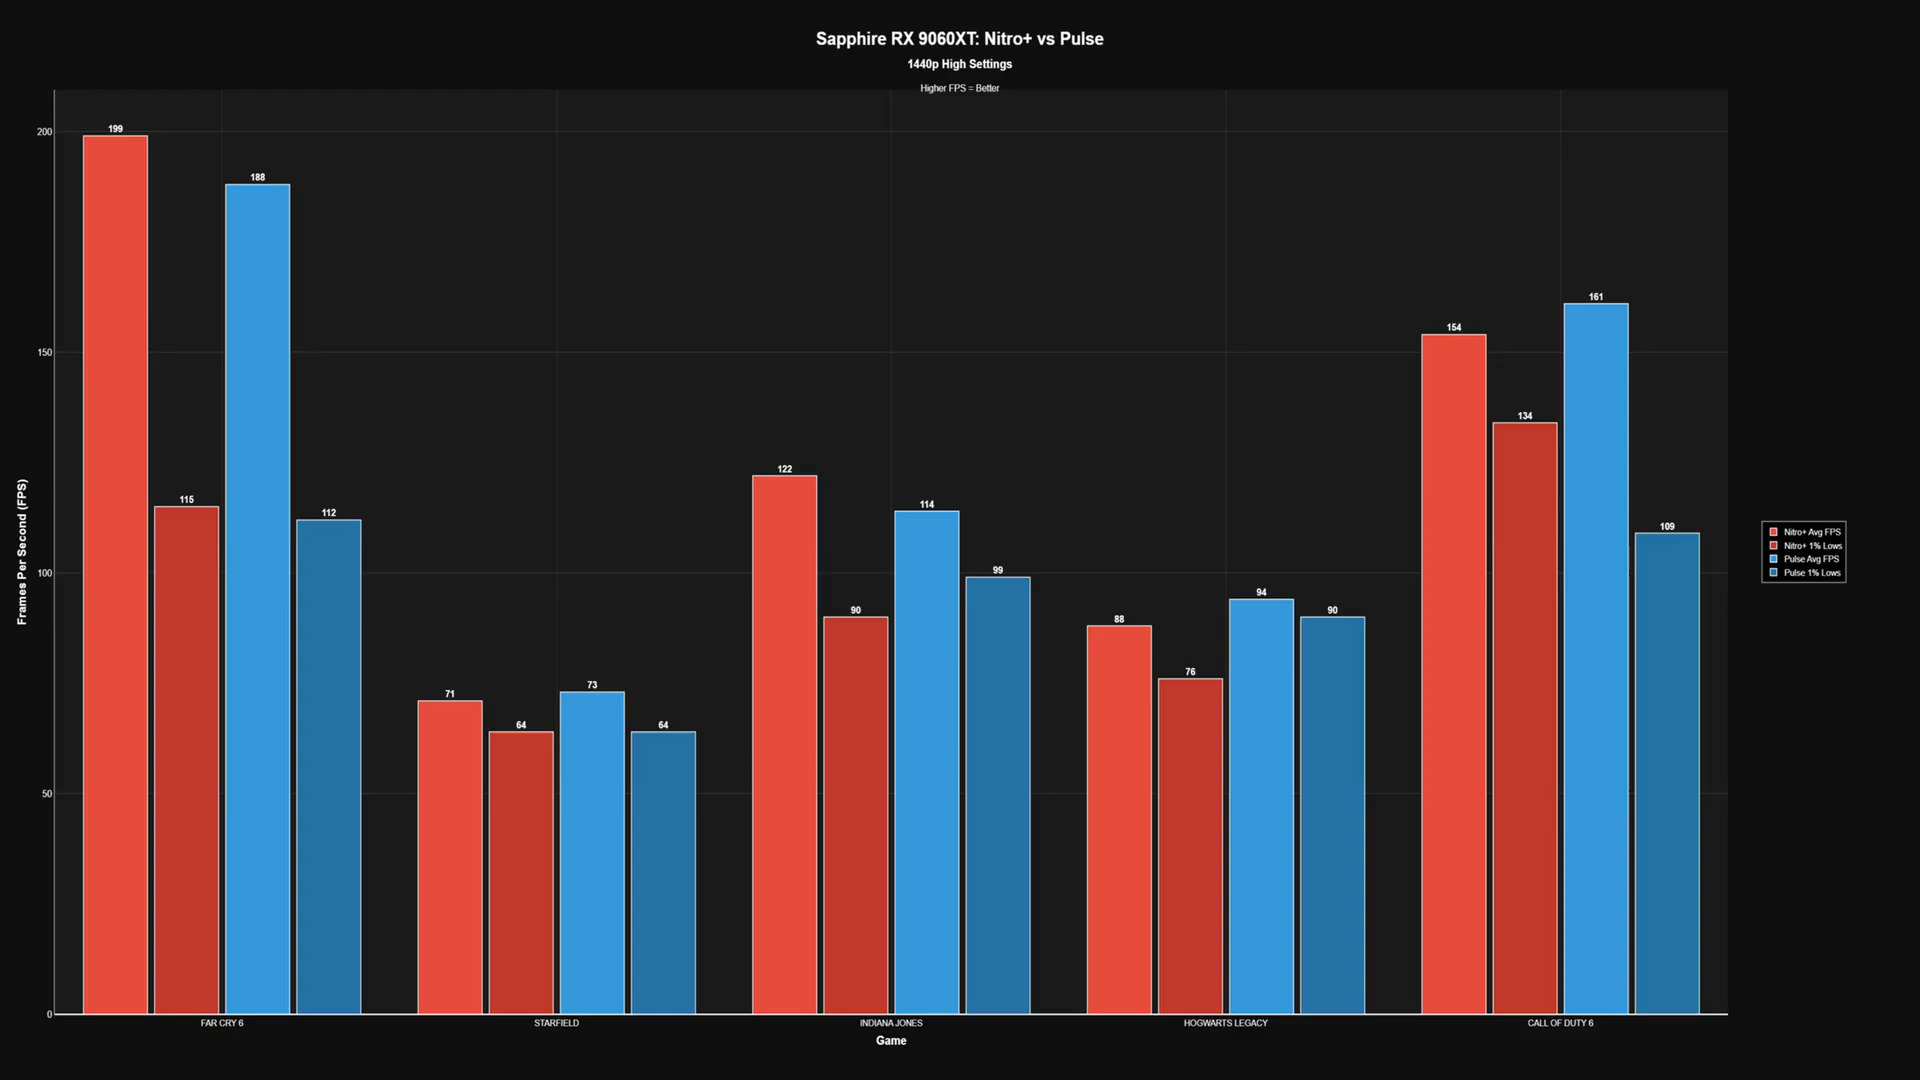 Sapphire RX 9060XT: Nitro+ vs Pulse
1440p High Settings
Higher FPS = Better
Frames Per Second (FPS)
200
150
100
50
0
199
115
188
112
71
64
73
64
122
90
114
99
88
76
94
90
154
134
161
109
FAR CRY 6
STARFIELD
INDIANA JONES
HOGWARTS LEGACY
CALL OF DUTY 6
Game
Nitro+ Avg FPS
Nitro+ 1% Lows
Pulse Avg FPS
Pulse 1% Lows